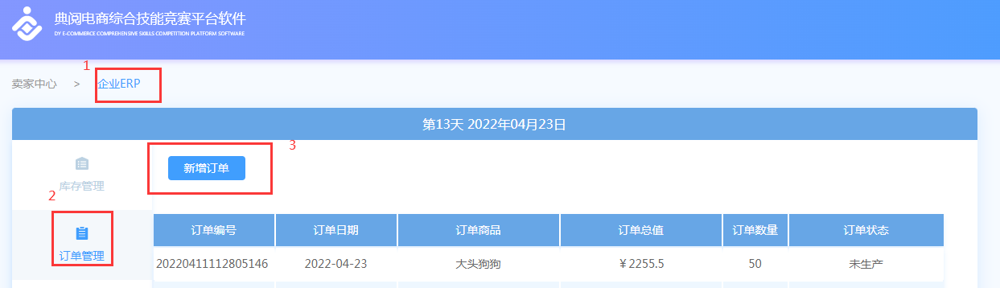 典阅电商综合技能竞赛平台软件
DY E-COMMERCE COMPREHENSIVE SKILLS COMPETITION PLATFORM SOFTWARE
1
卖家中心 > 企业ERP
第13天 2022年04月23日
3
新增订单
库存管理
2
订单管理
订单编号 订单日期 订单商品 订单总值 订单数量 订单状态
20220411112805146 2022-04-23 大头狗狗 ¥2255.5 50 未生产